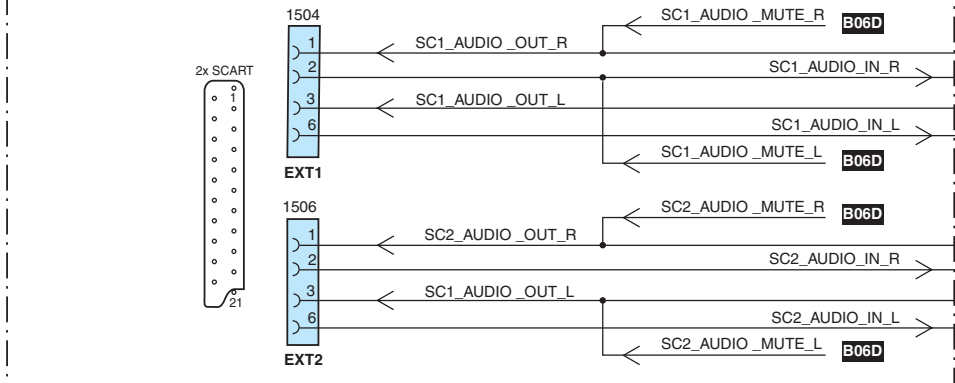 1504
SC1_AUDIO _MUTE_R B06D
1 SC1_AUDIO _OUT_R
2x SCART
2 SC1_AUDIO_IN_R
1
3 SC1_AUDIO _OUT_L
6 SC1_AUDIO_IN_L
SC1_AUDIO _MUTE_L B06D
EXT1
1506
SC2_AUDIO _MUTE_R B06D
1 SC2_AUDIO _OUT_R
2 SC2_AUDIO_IN_R
3 SC1_AUDIO _OUT_L
21
6 SC2_AUDIO_IN_L
SC2_AUDIO _MUTE_L B06D
EXT2